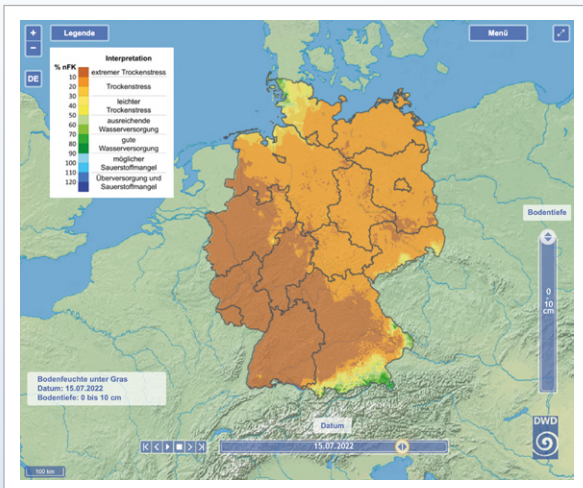 +
−
Legende
Menü
DE
Interpretation
% nFK
10
20
30
40
50
60
70
80
90
100
110
120
extremer Trockenstress
Trockenstress
leichter
Trockenstress
ausreichende
Wasserversorgung
gute
Wasserversorgung
möglicher
Sauerstoffmangel
Überversorgung und
Sauerstoffmangel
Bodentiefe
0
-
10
cm
Bodenfeuchte unter Gras
Datum: 15.07.2022
Bodentiefe: 0 bis 10 cm
Datum
15.07.2022
DWD
100 km